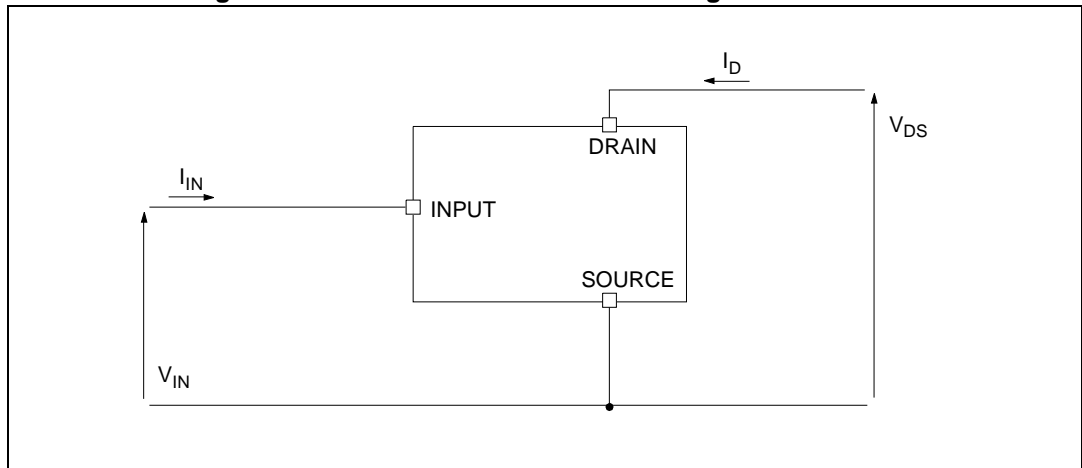 I_D
V_DS
DRAIN
I_IN
INPUT
SOURCE
V_IN